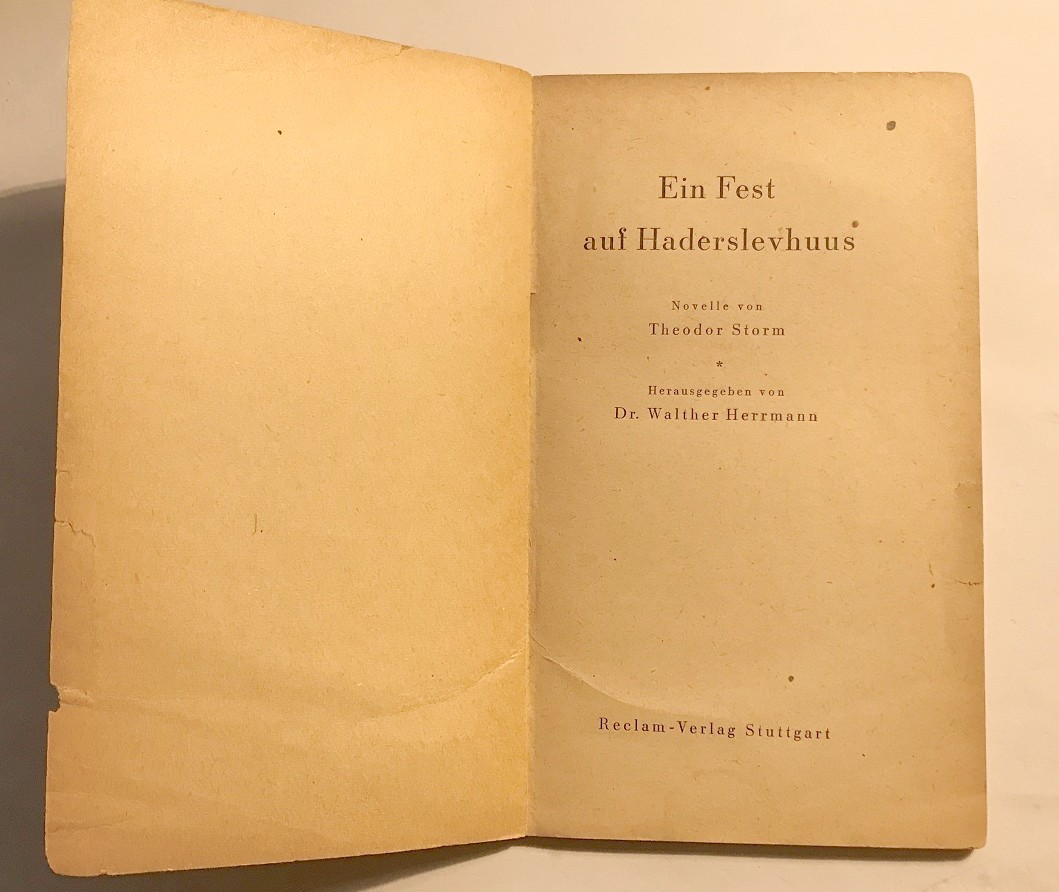 Ein Fest
auf Haderslevhuus
Novelle von
Theodor Storm
*
Herausgegeben von
Dr. Walther Herrmann
Reclam-Verlag Stuttgart